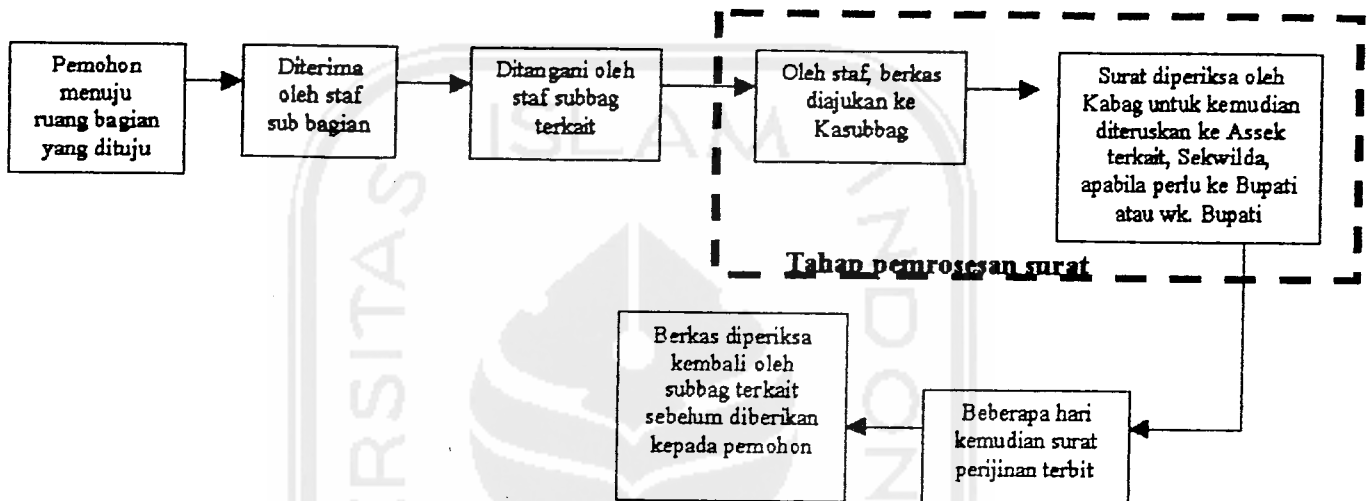 Pemohon
menuju
ruang bagian
yang dituju
Diterima
oleh staf
sub bagian
Ditangani oleh
staf subbag
terkait
Oleh staf, berkas
diajukan ke
Kasubbag
Surat diperiksa oleh
Kabag untuk kemudian
diteruskan ke Assek
terkait, Sekwilda,
apabila perlu ke Bupati
atau wk. Bupati
Tahap pemrosesan surat
Berkas diperiksa
kembali oleh
subbag terkait
sebelum diberikan
kepada pemohon
Beberapa hari
kemudian surat
perijinan terbit
ISLAM
ERSITAS
INDON